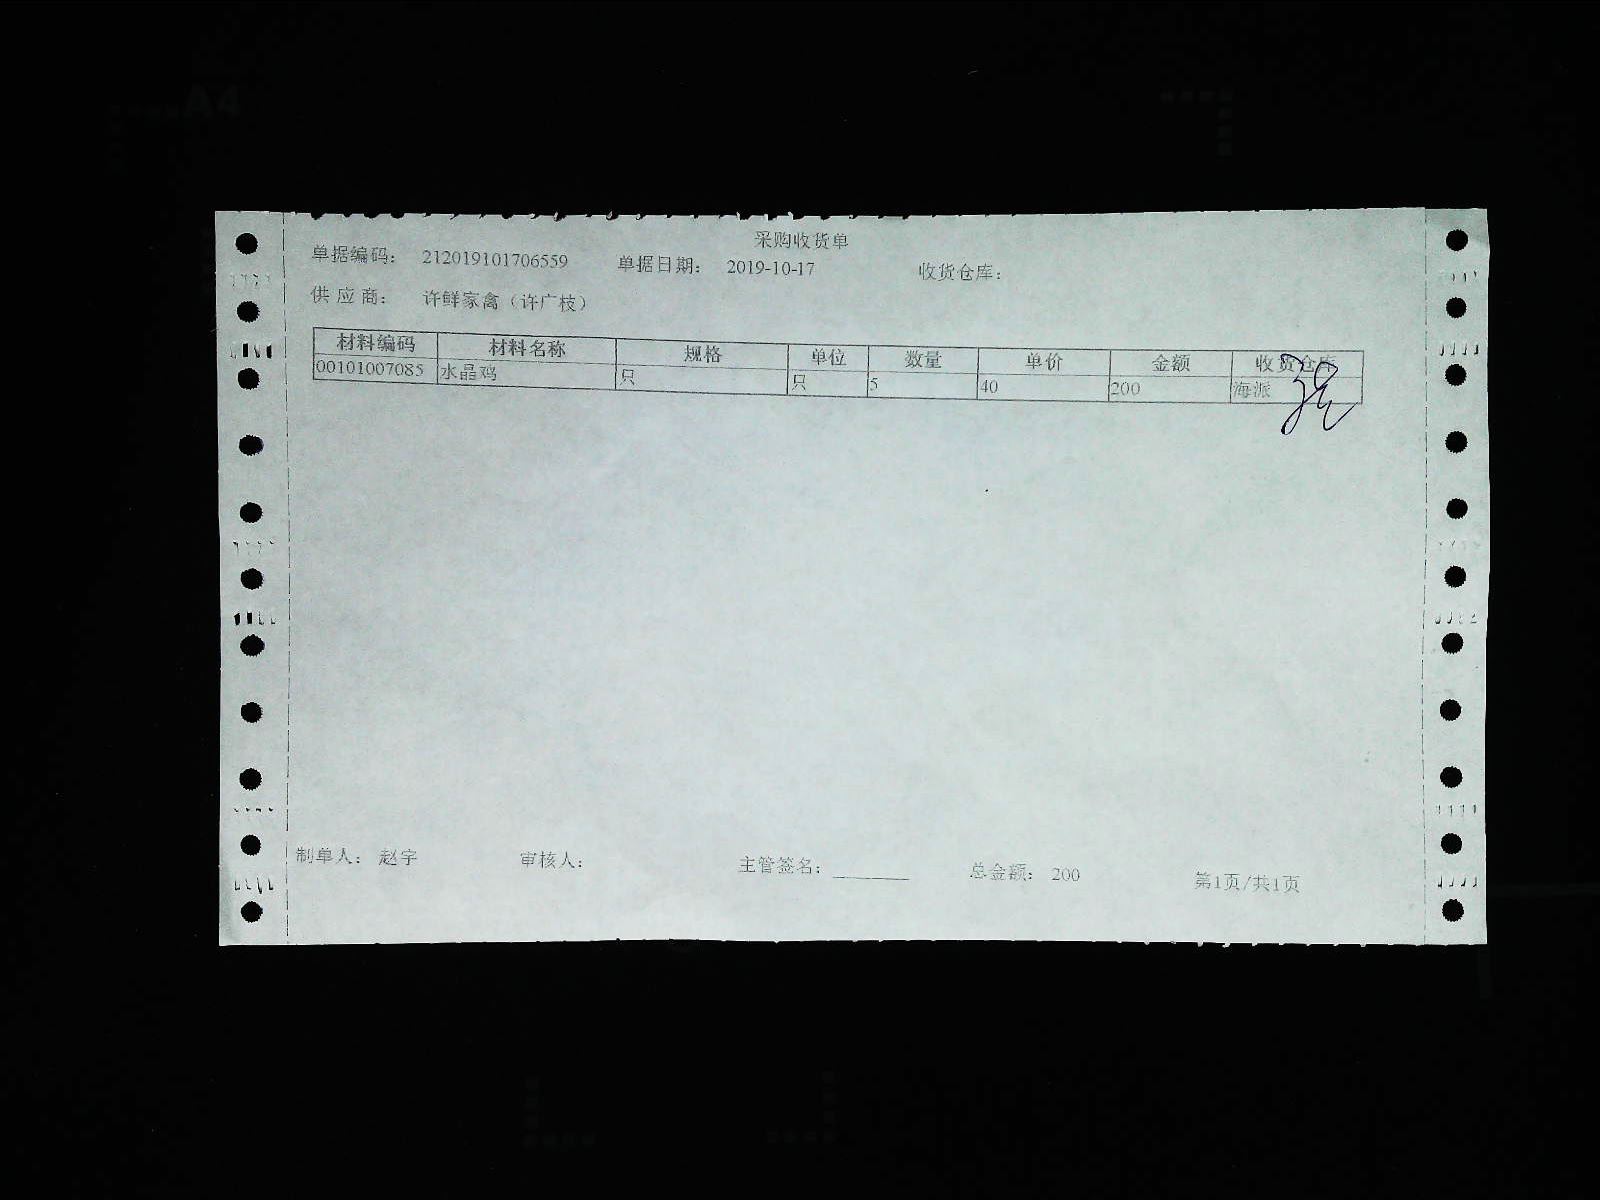 采购收货单
单据编码： 212019101706559 单据日期： 2019-10-17 收货仓库：
供 应 商： 许鲜家禽（许广枝）
材料编码 材料名称 规格 单位 数量 单价 金额 收货仓库
00101007085 水晶鸡 只 只 5 40 200 海派
制单人： 赵宇 审核人： 主管签名：________ 总金额： 200 第1页/共1页
A4